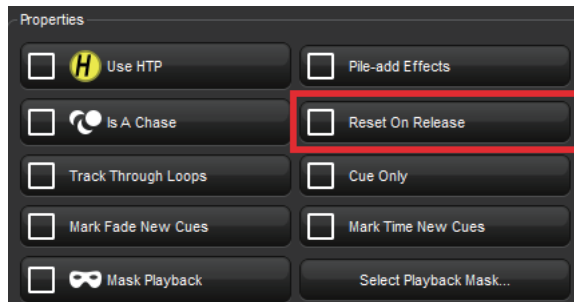 Properties
H Use HTP
Pile-add Effects
Is A Chase
Reset On Release
Track Through Loops
Cue Only
Mark Fade New Cues
Mark Time New Cues
Mask Playback
Select Playback Mask...